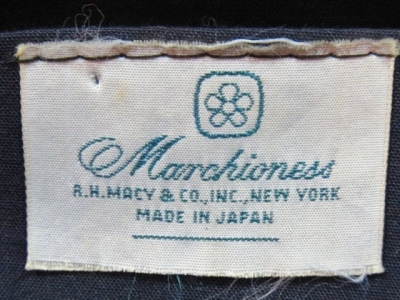 Marchioness
R.H.MACY & CO., INC., NEW YORK
MADE IN JAPAN